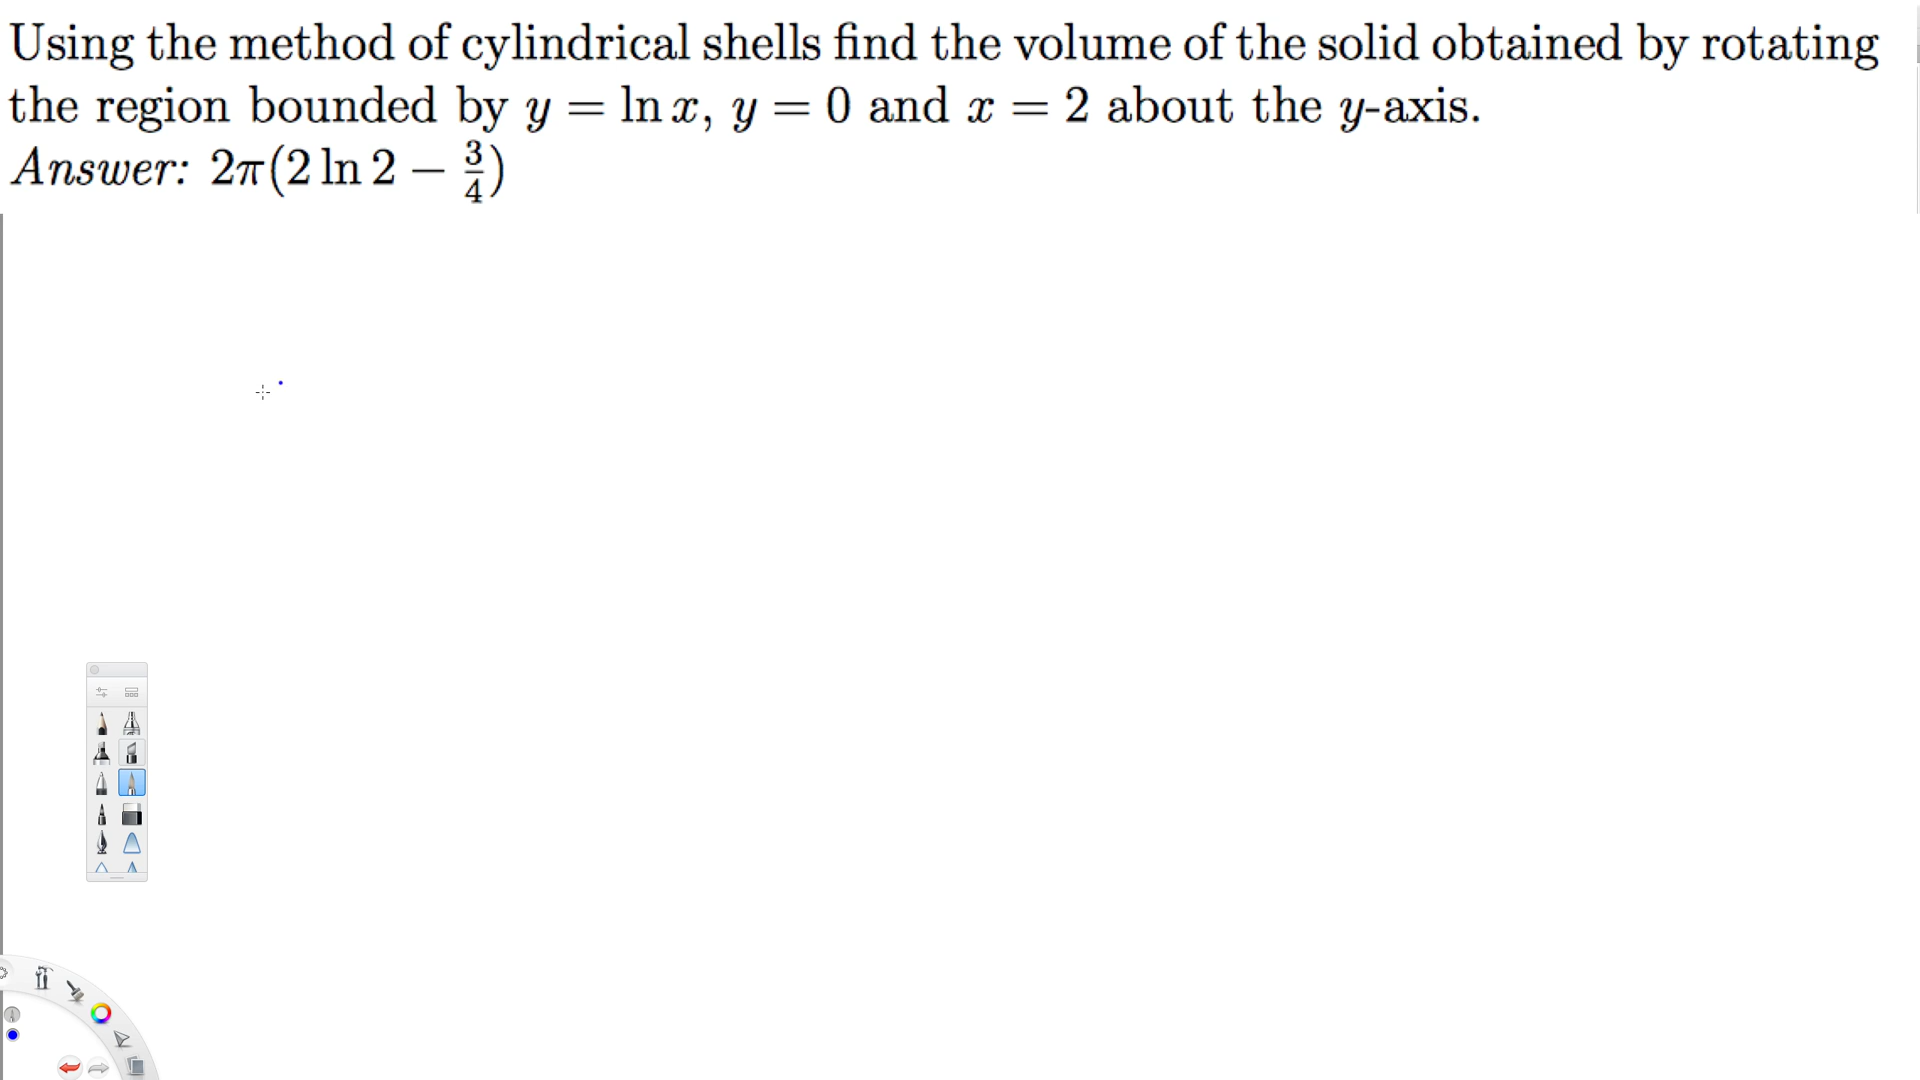 Using the method of cylindrical shells find the volume of the solid obtained by rotating
the region bounded by y = ln x, y = 0 and x = 2 about the y-axis.
Answer: 2π(2 ln 2 − 3/4)